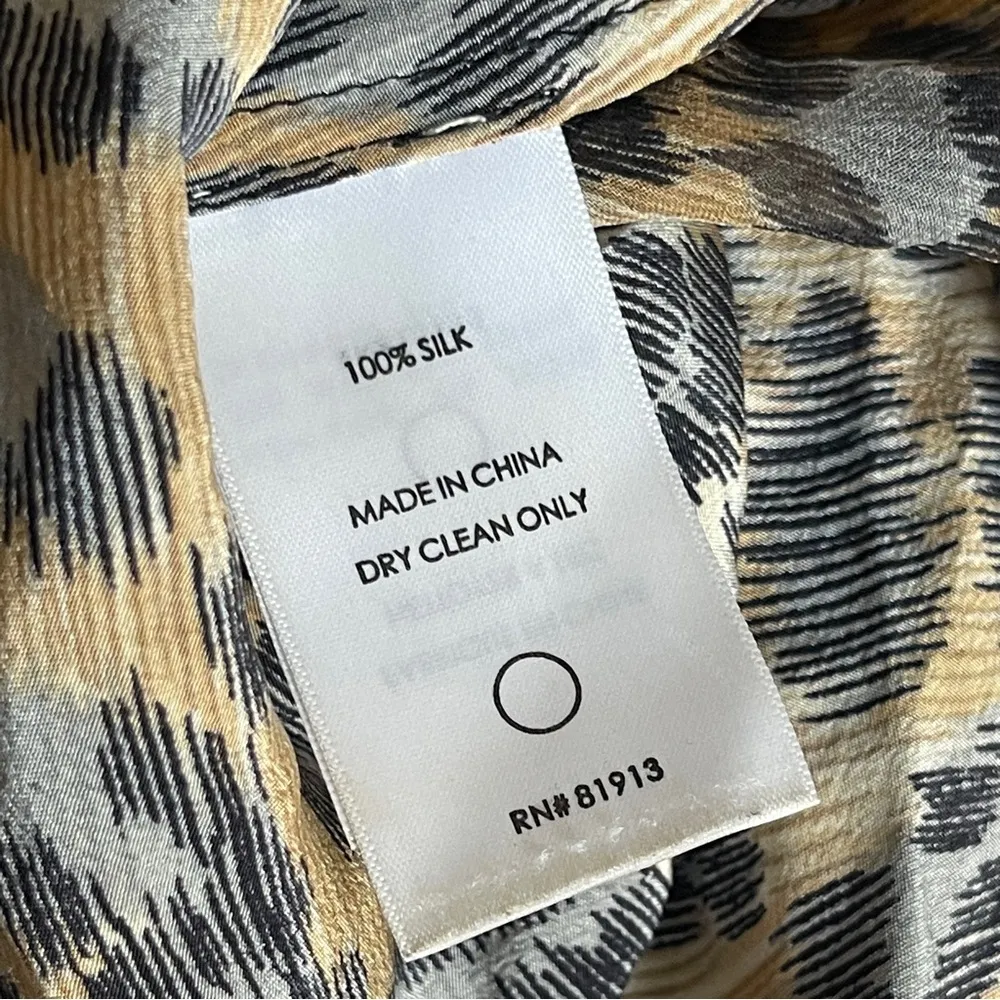 100% SILK
MADE IN CHINA
DRY CLEAN ONLY
RN# 81913